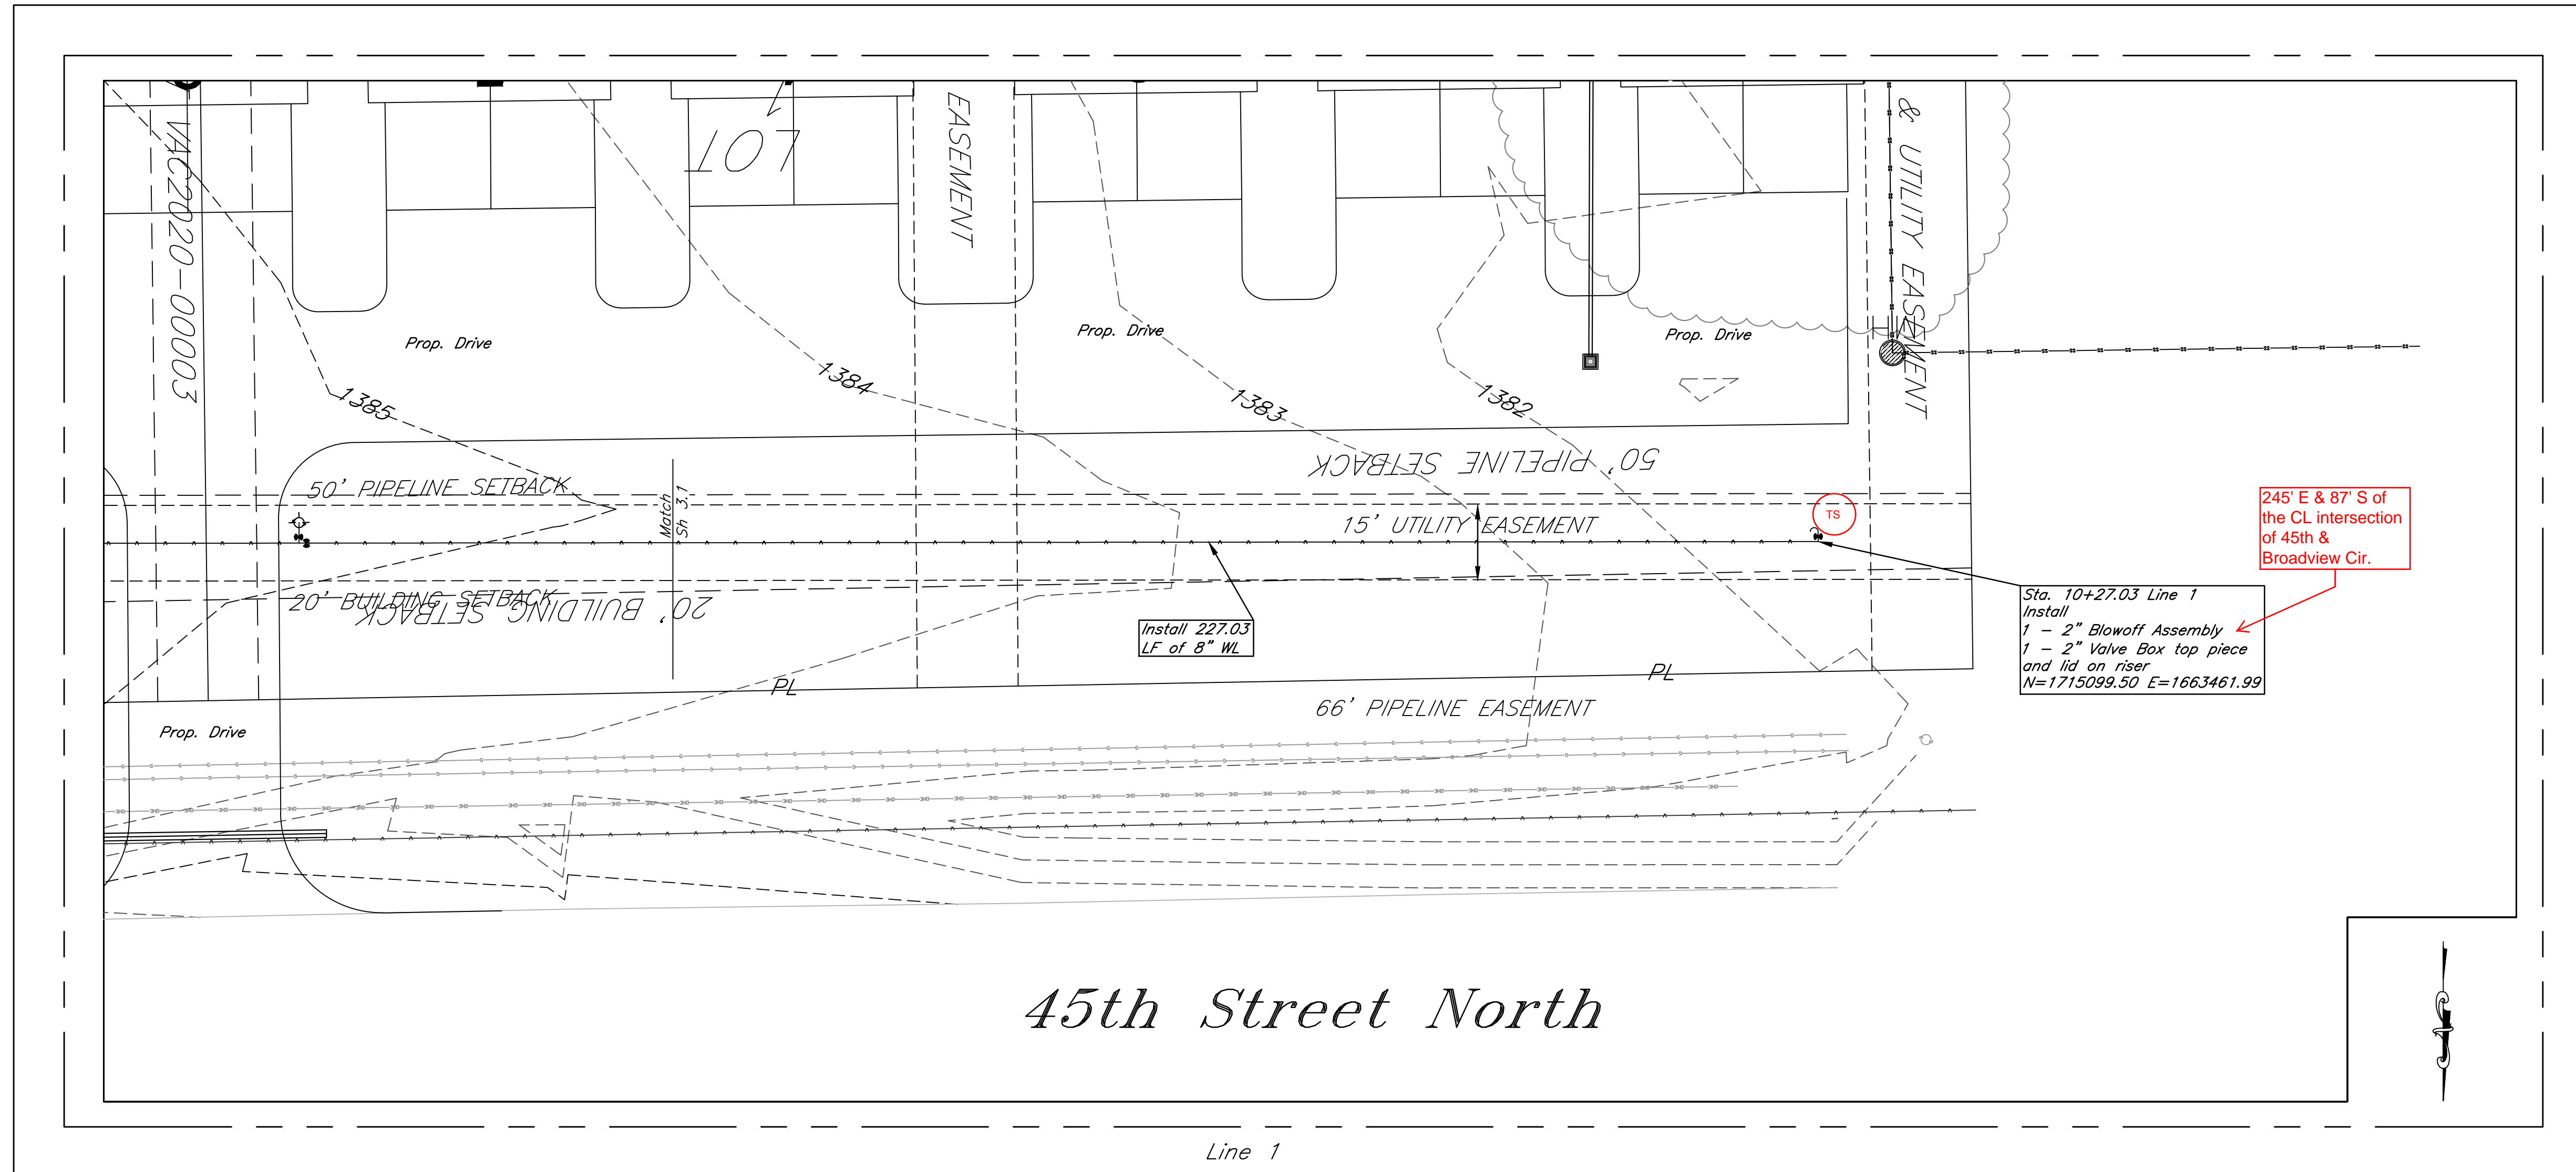 VAC2020-00003
LOT 1
EASEMENT
& UTILITY EASEMENT
Prop. Drive
Prop. Drive
Prop. Drive
1385
1384
1383
1382
50' PIPELINE SETBACK
50' PIPELINE SETBACK
Match
Sh 3.1
15' UTILITY EASEMENT
TS
245' E & 87' S of
the CL intersection
of 45th &
Broadview Cir.
20' BUILDING SETBACK
20' BUILDING SETBACK
Install 227.03
LF of 8" WL
Sta. 10+27.03 Line 1
Install
1 - 2" Blowoff Assembly
1 - 2" Valve Box top piece
and lid on riser
N=1715099.50 E=1663461.99
PL
PL
66' PIPELINE EASEMENT
Prop. Drive
45th Street North
Line 1